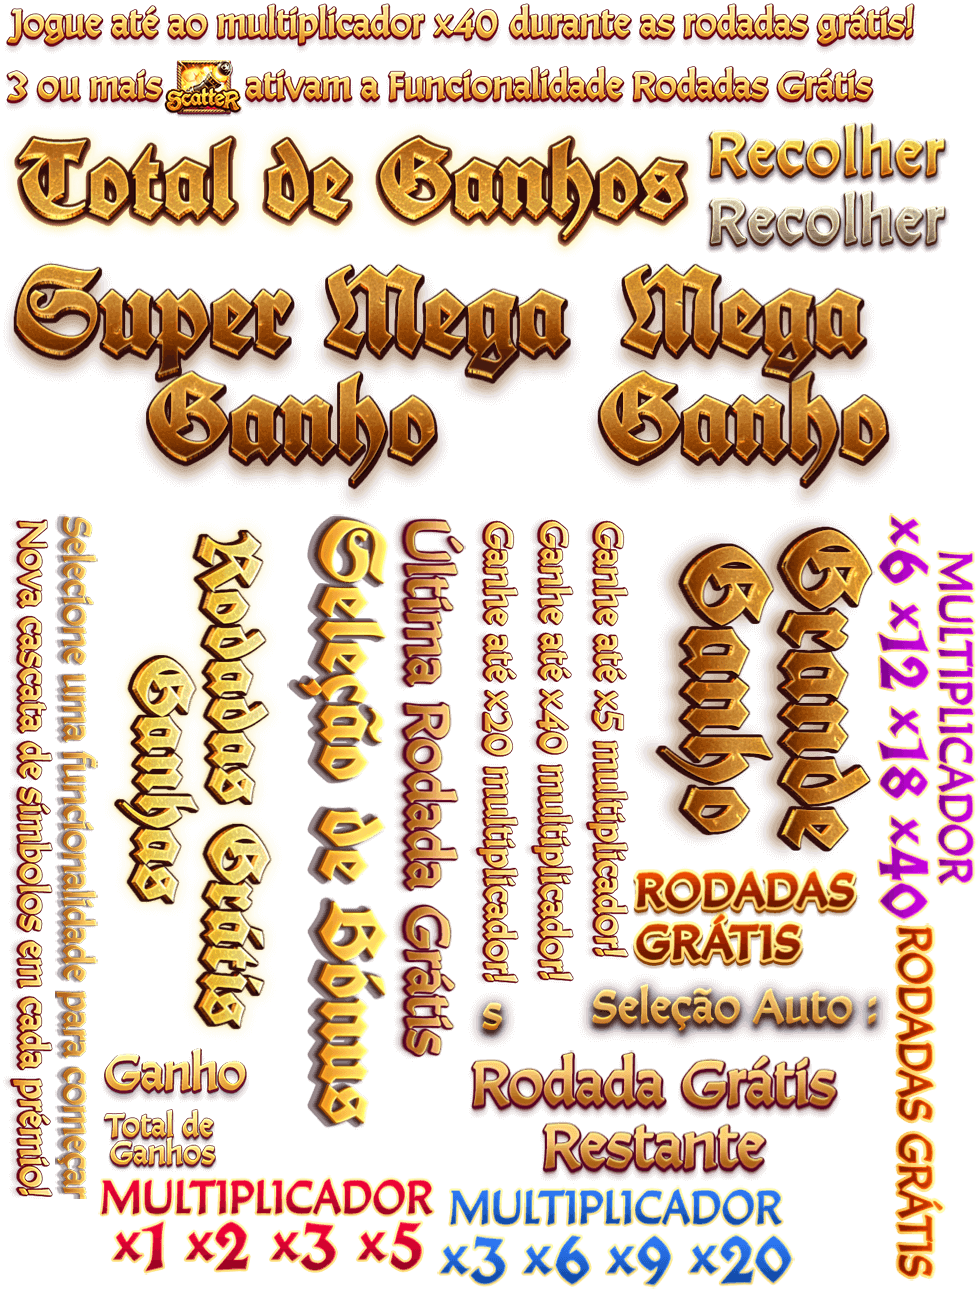 Jogue até ao multiplicador x40 durante as rodadas grátis!
3 ou mais Scatter ativam a Funcionalidade Rodadas Grátis
Total de Ganhos
Recolher
Recolher
Super Mega
Ganho
Mega
Ganho
Nova cascata de símbolos em cada prémio!
Selecione uma funcionalidade para começar
Rodadas Grátis
Ganhas
Seleção de Bónus
Última Rodada Grátis
Ganhe até x20 multiplicador!
Ganhe até x40 multiplicador!
Ganhe até x5 multiplicador!
Grande
Ganho
MULTIPLICADOR
x6 x12 x18 x40
RODADAS GRÁTIS
RODADAS
GRÁTIS
s
Seleção Auto :
Ganho
Total de
Ganhos
Rodada Grátis
Restante
MULTIPLICADOR
x1 x2 x3 x5
MULTIPLICADOR
x3 x6 x9 x20